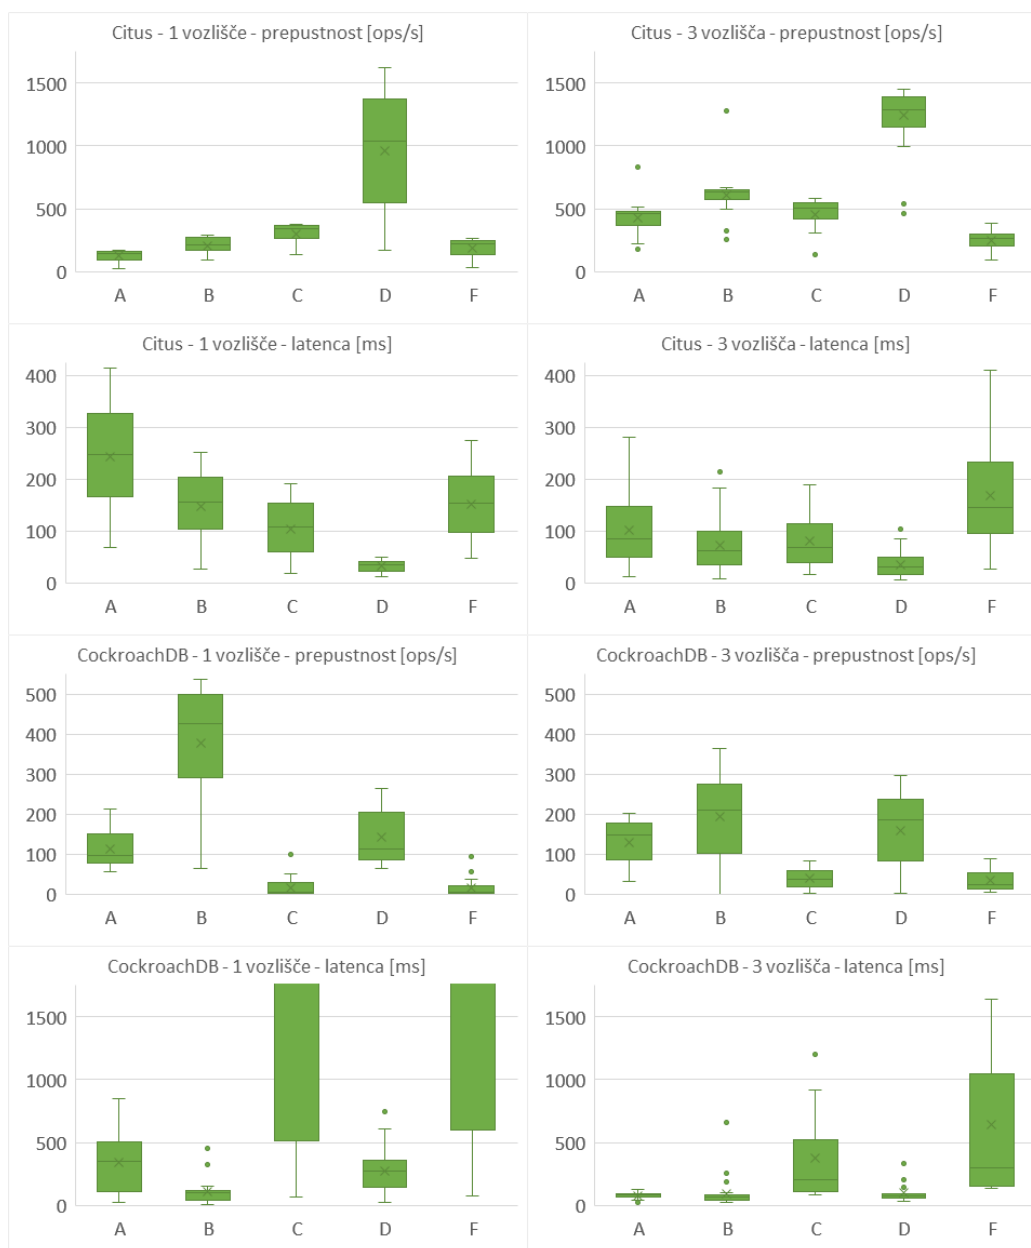 Citus - 1 vozlišče - prepustnost [ops/s]
1500
1000
500
0
A B C D F
Citus - 3 vozlišča - prepustnost [ops/s]
1500
1000
500
0
A B C D F
Citus - 1 vozlišče - latenca [ms]
400
300
200
100
0
A B C D F
Citus - 3 vozlišča - latenca [ms]
400
300
200
100
0
A B C D F
CockroachDB - 1 vozlišče - prepustnost [ops/s]
500
400
300
200
100
0
A B C D F
CockroachDB - 3 vozlišča - prepustnost [ops/s]
500
400
300
200
100
0
A B C D F
CockroachDB - 1 vozlišče - latenca [ms]
1500
1000
500
0
A B C D F
CockroachDB - 3 vozlišča - latenca [ms]
1500
1000
500
0
A B C D F